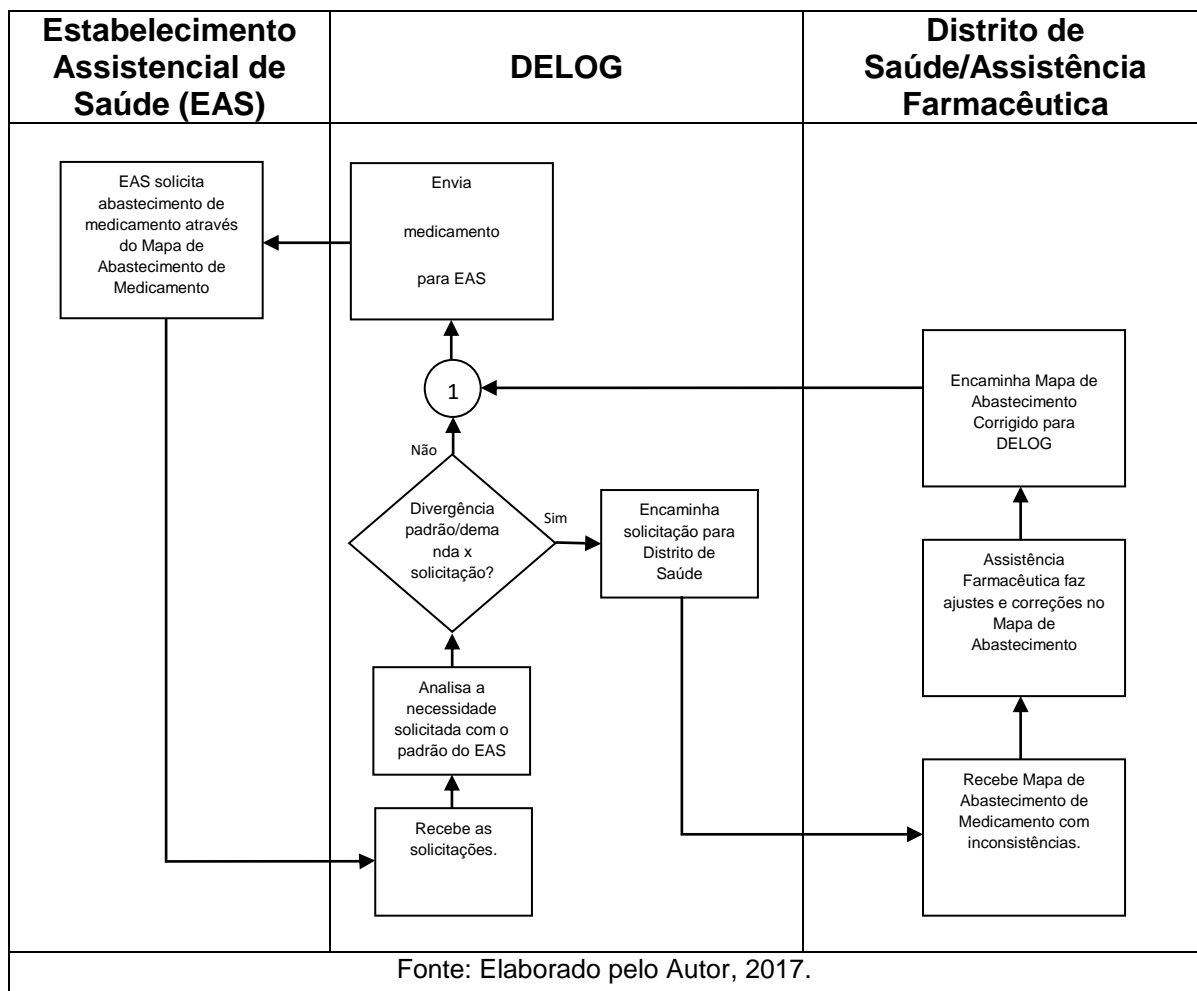 Estabelecimento
Assistencial de
Saúde (EAS)
DELOG
Distrito de
Saúde/Assistência
Farmacêutica
EAS solicita
abastecimento de
medicamento através
do Mapa de
Abastecimento de
Medicamento
Envia
medicamento
para EAS
1
Não
Divergência
padrão/dema
nda x
solicitação?
Sim
Encaminha
solicitação para
Distrito de
Saúde
Analisa a
necessidade
solicitada com o
padrão do EAS
Recebe as
solicitações.
Encaminha Mapa de
Abastecimento
Corrigido para
DELOG
Assistência
Farmacêutica faz
ajustes e correções no
Mapa de
Abastecimento
Recebe Mapa de
Abastecimento de
Medicamento com
inconsistências.
Fonte: Elaborado pelo Autor, 2017.